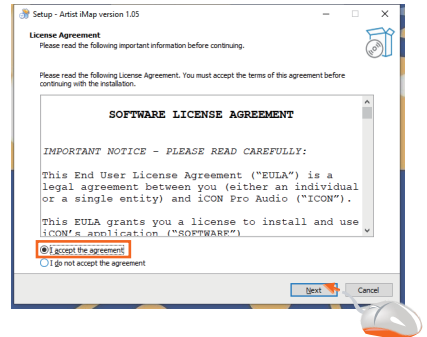 Setup - Artist iMap version 1.05
License Agreement
Please read the following important information before continuing.
Please read the following License Agreement. You must accept the terms of this agreement before
continuing with the installation.
SOFTWARE LICENSE AGREEMENT
IMPORTANT NOTICE – PLEASE READ CAREFULLY:
This End User License Agreement (“EULA”) is a
legal agreement between you (either an individual
or a single entity) and iCON Pro Audio (“ICON”).
This EULA grants you a license to install and use
iCON's application (“SOFTWARE”)
I accept the agreement
I do not accept the agreement
Next
Cancel